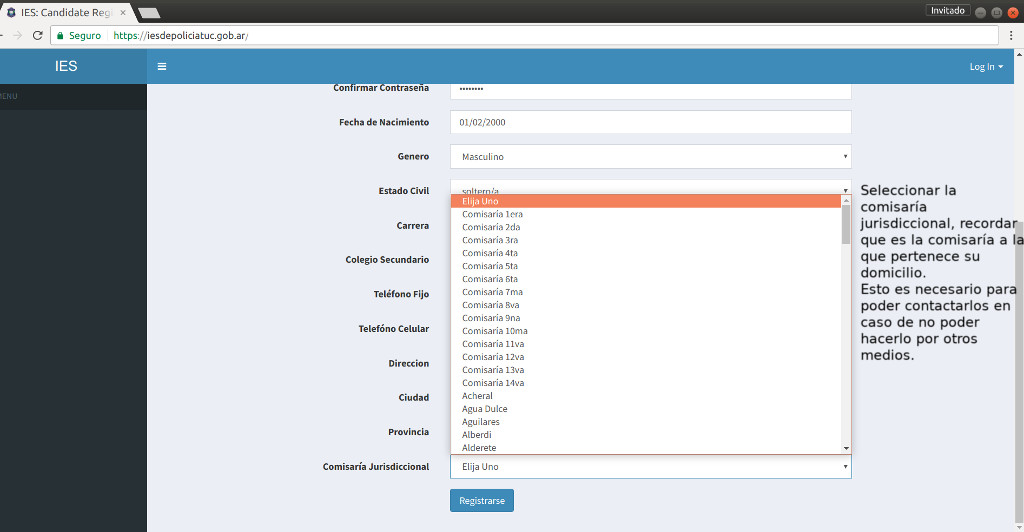 IES: Candidate Reg
Invitado
Seguro
https://iesdepoliciatuc.gob.ar/
IES
Log In
MENU
Confirmar Contraseña
••••••••
Fecha de Nacimiento
01/02/2000
Genero
Masculino
Estado Civil
soltero/a
Carrera
Colegio Secundario
Teléfono Fijo
Telefóno Celular
Direccion
Ciudad
Provincia
Elija Uno
Comisaría 1era
Comisaría 2da
Comisaría 3ra
Comisaría 4ta
Comisaría 5ta
Comisaría 6ta
Comisaría 7ma
Comisaría 8va
Comisaría 9na
Comisaría 10ma
Comisaría 11va
Comisaría 12va
Comisaría 13va
Comisaría 14va
Acheral
Agua Dulce
Aguilares
Alberdi
Alderete
Comisaría Jurisdiccional
Elija Uno
Registrarse
Seleccionar la
comisaría
jurisdiccional, recordar
que es la comisaría a la
que pertenece su
domicilio.
Esto es necesario para
poder contactarlos en
caso de no poder
hacerlo por otros
medios.